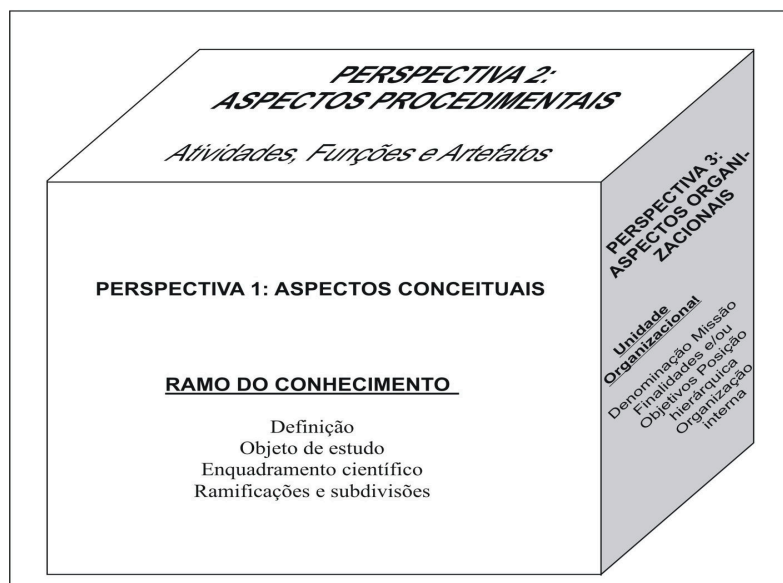 PERSPECTIVA 2:
ASPECTOS PROCEDIMENTAIS
Atividades, Funções e Artefatos
PERSPECTIVA 1: ASPECTOS CONCEITUAIS
RAMO DO CONHECIMENTO
Definição
Objeto de estudo
Enquadramento científico
Ramificações e subdivisões
PERSPECTIVA 3:
ASPECTOS ORGANI-
ZACIONAIS
Unidade
Organizacional
Denominação Missão
Finalidades e/ou
Objetivos Posição
hierárquica
Organização
interna